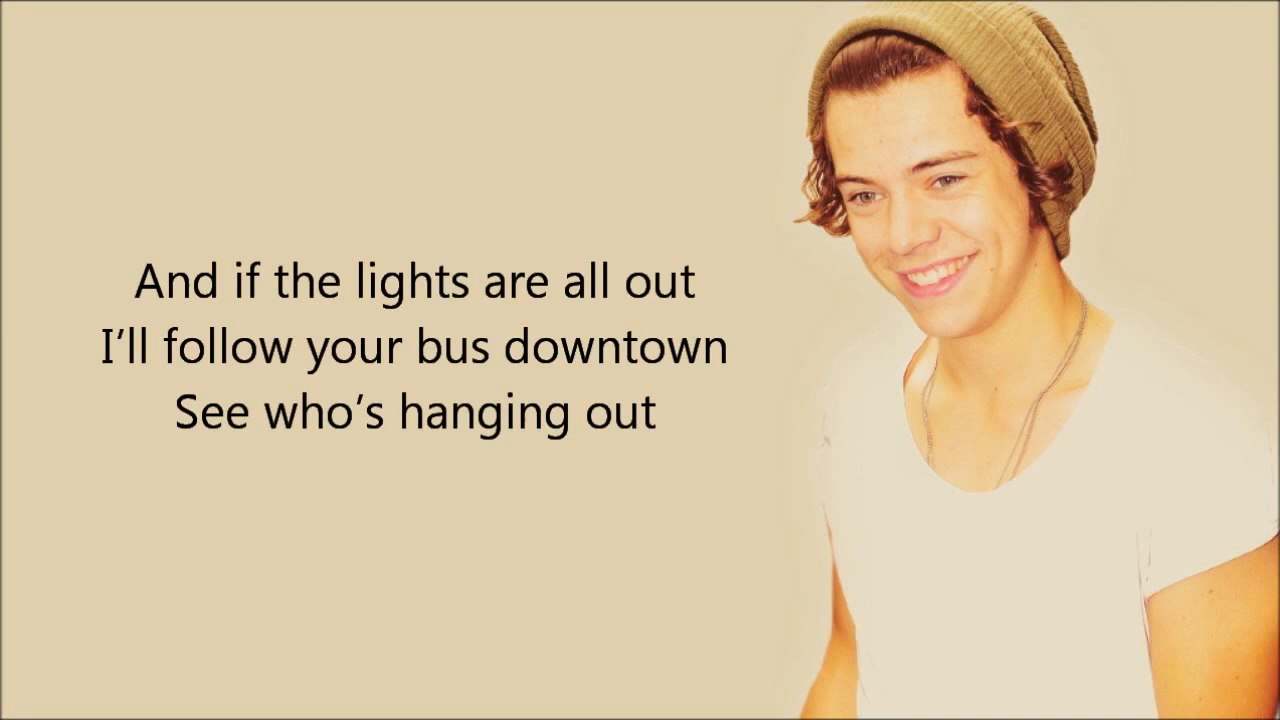 And if the lights are all out
I’ll follow your bus downtown
See who’s hanging out